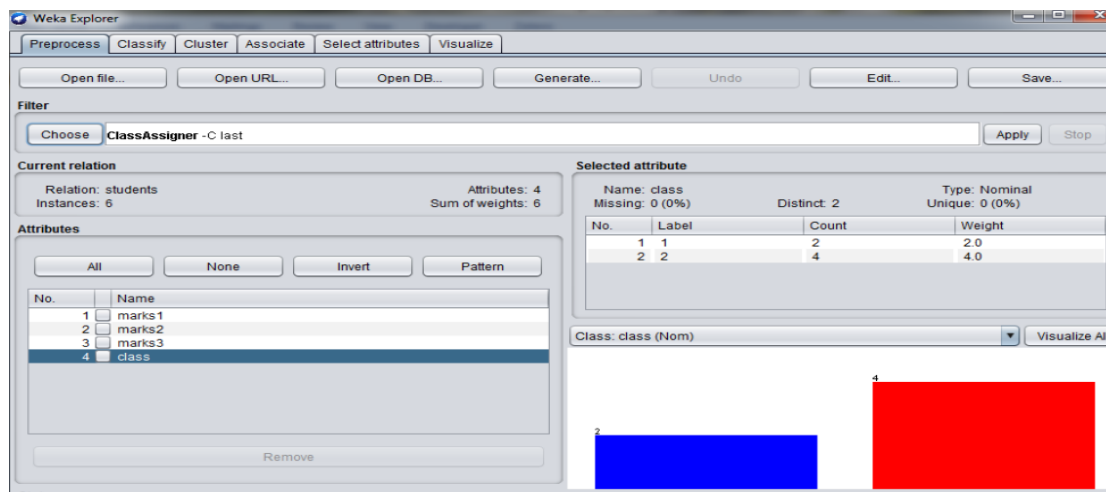 Weka Explorer
Preprocess Classify Cluster Associate Select attributes Visualize
Open file... Open URL... Open DB... Generate... Undo Edit... Save...
Filter
Choose ClassAssigner -C last Apply Stop
Current relation
Relation: students Attributes: 4
Instances: 6 Sum of weights: 6
Attributes
All None Invert Pattern
No. Name
1 marks1
2 marks2
3 marks3
4 class
Remove
Selected attribute
Name: class Type: Nominal
Missing: 0 (0%) Distinct: 2 Unique: 0 (0%)
No. Label Count Weight
1 1 2 2.0
2 2 4 4.0
Class: class (Nom) Visualize Al
2
4